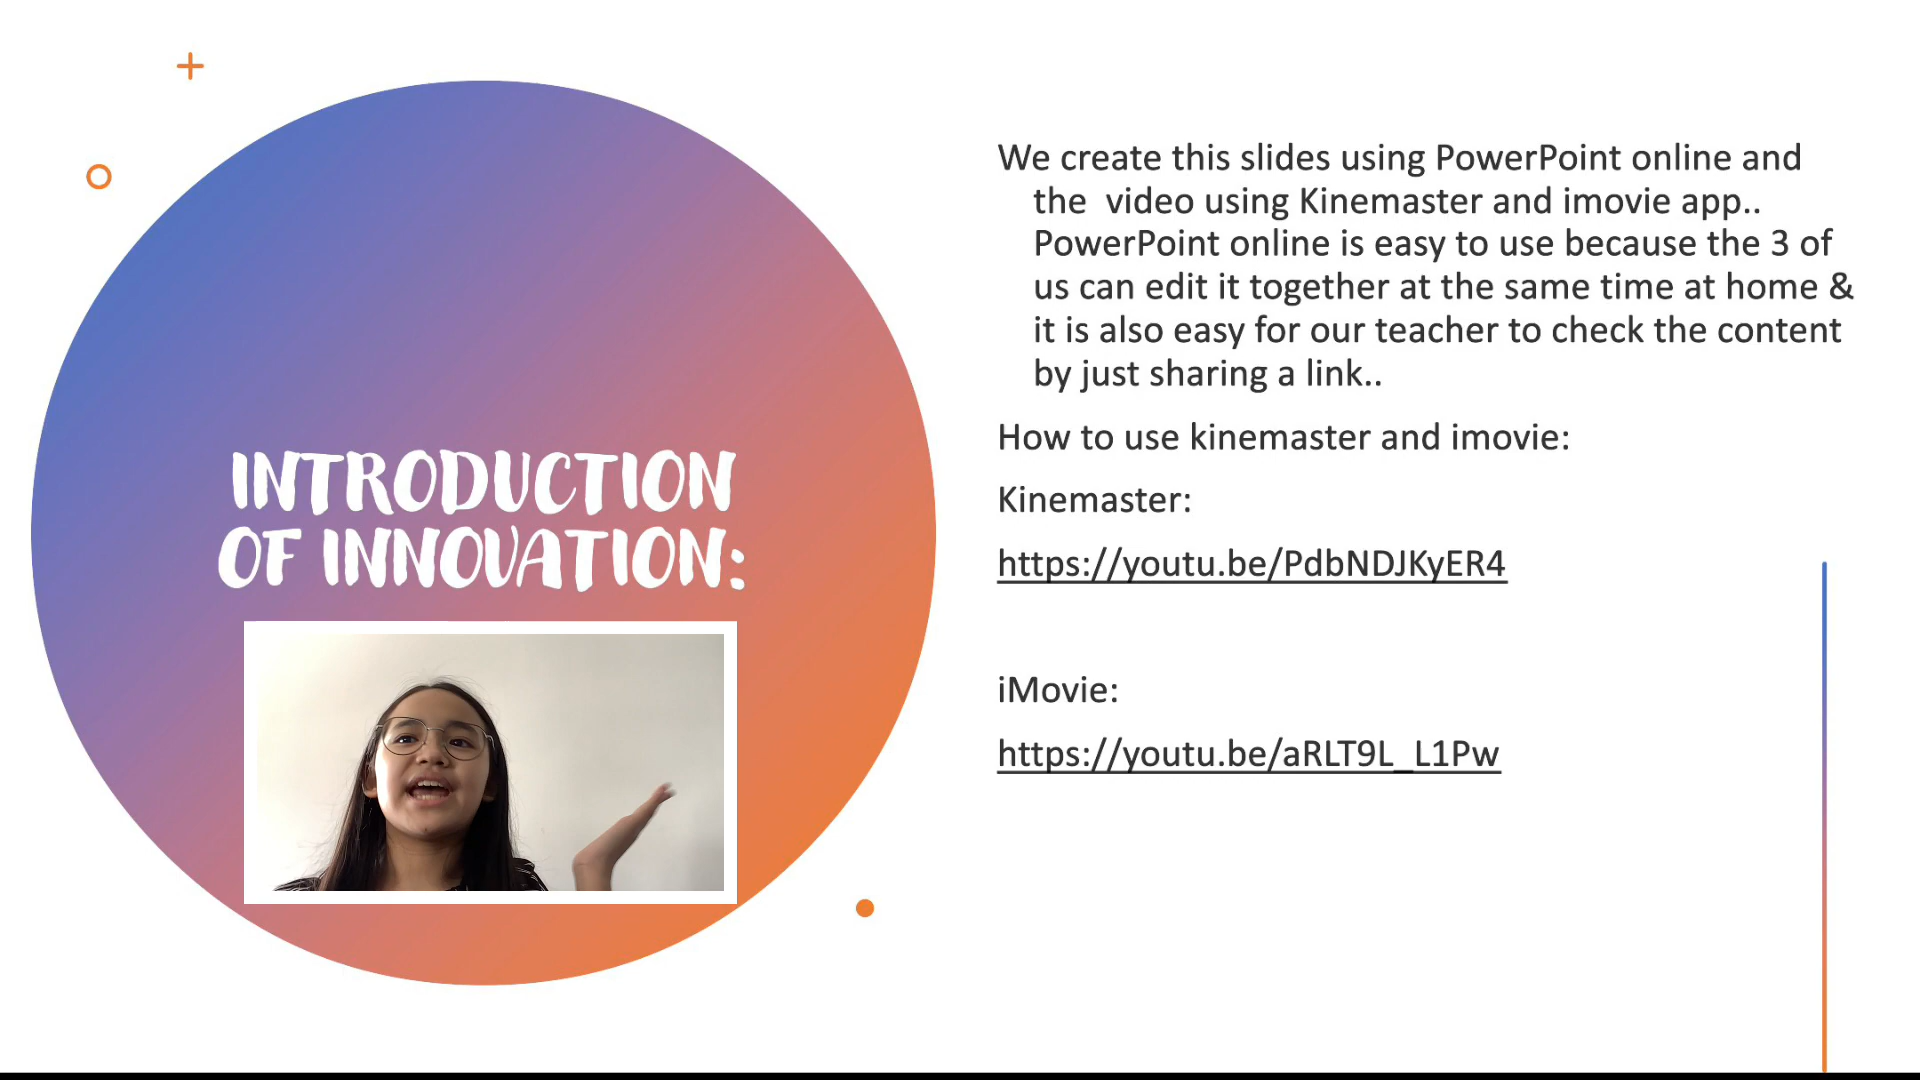 INTRODUCTION
OF INNOVATION:
We create this slides using PowerPoint online and
the  video using Kinemaster and imovie app..
PowerPoint online is easy to use because the 3 of
us can edit it together at the same time at home &
it is also easy for our teacher to check the content
by just sharing a link..
How to use kinemaster and imovie:
Kinemaster:
https://youtu.be/PdbNDJKyER4
iMovie:
https://youtu.be/aRLT9L_L1Pw